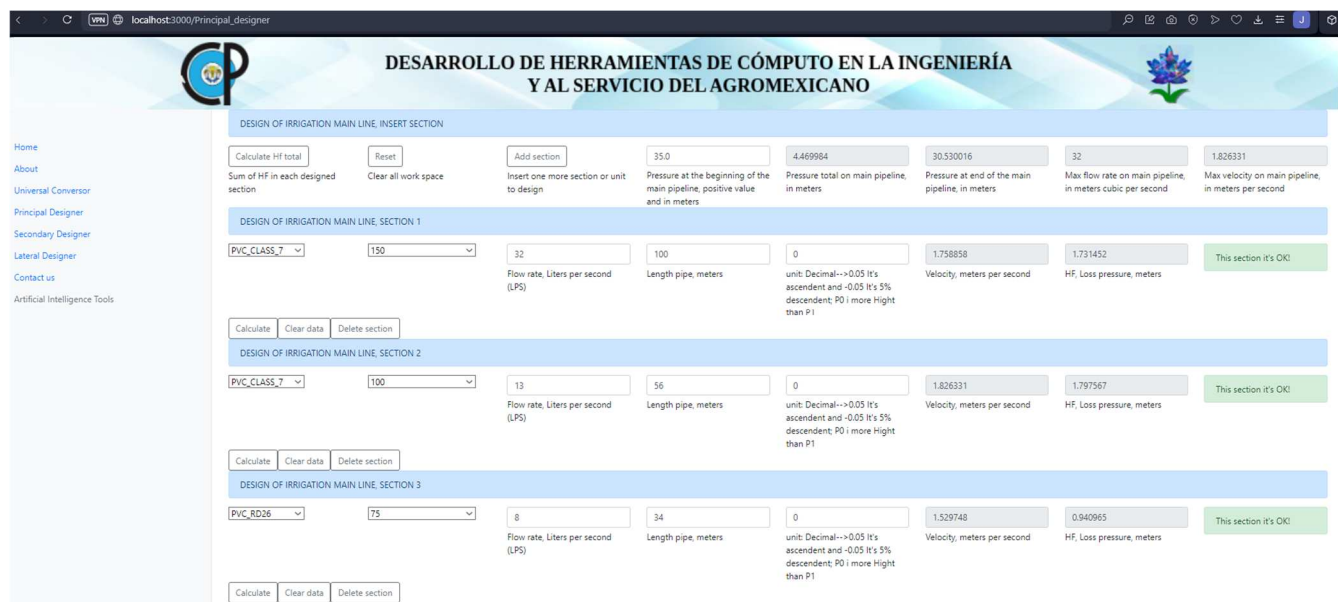 VPN localhost:3000/Principal_designer
J
CP
DESARROLLO DE HERRAMIENTAS DE CÓMPUTO EN LA INGENIERÍA
Y AL SERVICIO DEL AGROMEXICANO
Home
About
Universal Conversor
Principal Designer
Secondary Designer
Lateral Designer
Contact us
Artificial Intelligence Tools
DESIGN OF IRRIGATION MAIN LINE, INSERT SECTION
Calculate Hf total
Sum of HF in each designed
section
Reset
Clear all work space
Add section
Insert one more section or unit
to design
35.0
Pressure at the beginning of the
main pipeline, positive value
and in meters
4.469984
Pressure total on main pipeline,
in meters
30.530016
Pressure at end of the main
pipeline, in meters
32
Max flow rate on main pipeline,
in meters cubic per second
1.826331
Max velocity on main pipeline,
in meters per second
DESIGN OF IRRIGATION MAIN LINE, SECTION 1
PVC_CLASS_7
150
32
Flow rate, Liters per second
(LPS)
100
Length pipe, meters
0
unit: Decimal-->0.05 It's
ascendent and -0.05 It's 5%
descendent; P0 i more Hight
than P1
1.758858
Velocity, meters per second
1.731452
HF, Loss pressure, meters
This section it's OK!
Calculate Clear data Delete section
DESIGN OF IRRIGATION MAIN LINE, SECTION 2
PVC_CLASS_7
100
13
Flow rate, Liters per second
(LPS)
56
Length pipe, meters
0
unit: Decimal-->0.05 It's
ascendent and -0.05 It's 5%
descendent; P0 i more Hight
than P1
1.826331
Velocity, meters per second
1.797567
HF, Loss pressure, meters
This section it's OK!
Calculate Clear data Delete section
DESIGN OF IRRIGATION MAIN LINE, SECTION 3
PVC_RD26
75
8
Flow rate, Liters per second
(LPS)
34
Length pipe, meters
0
unit: Decimal-->0.05 It's
ascendent and -0.05 It's 5%
descendent; P0 i more Hight
than P1
1.529748
Velocity, meters per second
0.940965
HF, Loss pressure, meters
This section it's OK!
Calculate Clear data Delete section